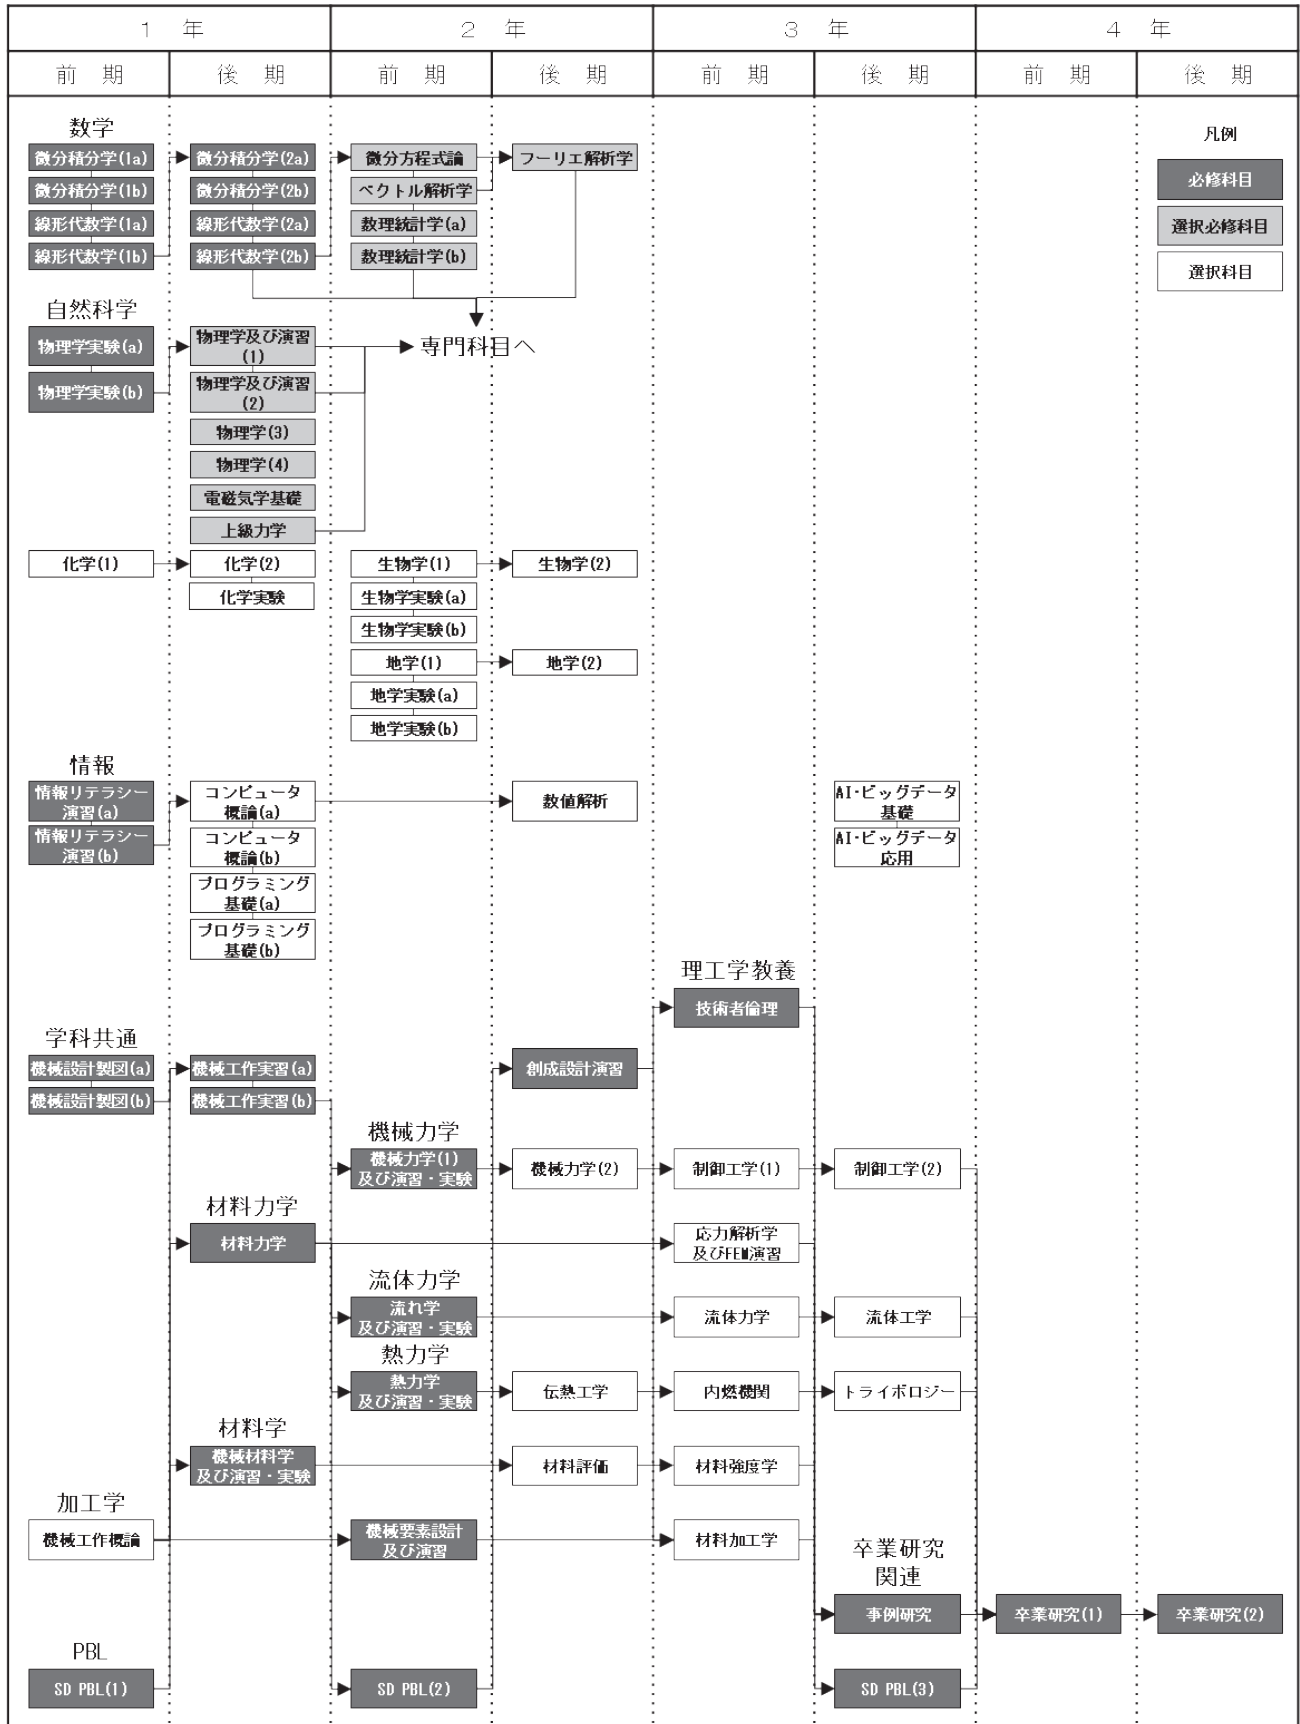 1 年
2 年
3 年
4 年
前 期
後 期
前 期
後 期
前 期
後 期
前 期
後 期
数学
微分積分学(1a)
微分積分学(2a)
微分方程式論
フーリエ解析学
微分積分学(1b)
微分積分学(2b)
ベクトル解析学
線形代数学(1a)
線形代数学(2a)
数理統計学(a)
線形代数学(1b)
線形代数学(2b)
数理統計学(b)
凡例
必修科目
選択必修科目
選択科目
自然科学
物理学実験(a)
物理学及び演習
(1)
専門科目へ
物理学実験(b)
物理学及び演習
(2)
物理学(3)
物理学(4)
電磁気学基礎
上級力学
化学(1)
化学(2)
生物学(1)
生物学(2)
化学実験
生物学実験(a)
生物学実験(b)
地学(1)
地学(2)
地学実験(a)
地学実験(b)
情報
情報リテラシー
演習(a)
コンピュータ
概論(a)
数値解析
AI・ビッグデータ
基礎
情報リテラシー
演習(b)
コンピュータ
概論(b)
AI・ビッグデータ
応用
プログラミング
基礎(a)
プログラミング
基礎(b)
理工学教養
技術者倫理
学科共通
機械設計製図(a)
機械工作実習(a)
創成設計演習
機械設計製図(b)
機械工作実習(b)
機械力学
機械力学(1)
及び演習・実験
機械力学(2)
制御工学(1)
制御工学(2)
材料力学
材料力学
応力解析学
及びFEM演習
流体力学
流れ学
及び演習・実験
流体力学
流体工学
熱力学
熱力学
及び演習・実験
伝熱工学
内燃機関
トライボロジー
材料学
機械材料学
及び演習・実験
材料評価
材料強度学
加工学
機械工作概論
機械要素設計
及び演習
材料加工学
卒業研究
関連
事例研究
卒業研究(1)
卒業研究(2)
PBL
SD PBL(1)
SD PBL(2)
SD PBL(3)